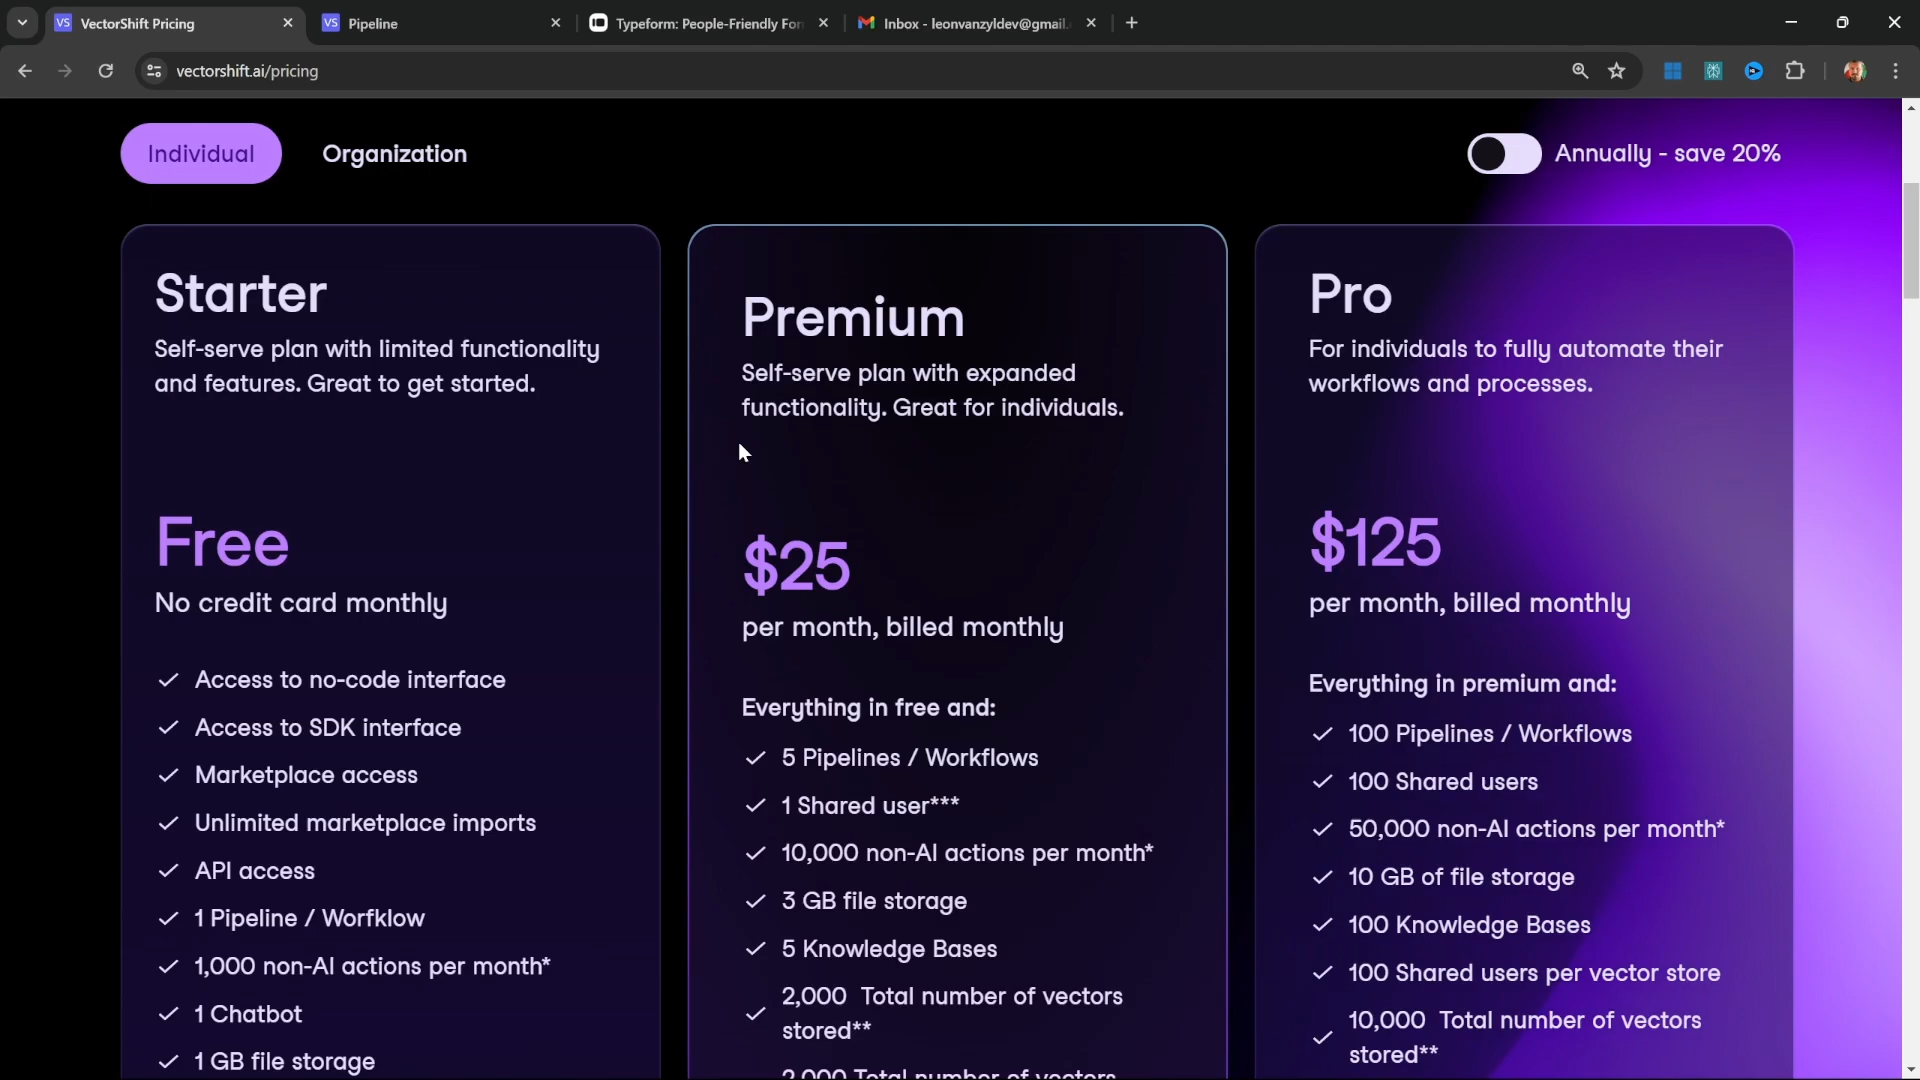 VS VectorShift Pricing
VS Pipeline
Typeform: People-Friendly For
Inbox - leonvanzyldev@gmail.
vectorshift.ai/pricing
Individual
Organization
Annually - save 20%
Starter
Self-serve plan with limited functionality
and features. Great to get started.
Free
No credit card monthly
Access to no-code interface
Access to SDK interface
Marketplace access
Unlimited marketplace imports
API access
1 Pipeline / Worfklow
1,000 non-AI actions per month*
1 Chatbot
1 GB file storage
Premium
Self-serve plan with expanded
functionality. Great for individuals.
$25
per month, billed monthly
Everything in free and:
5 Pipelines / Workflows
1 Shared user***
10,000 non-AI actions per month*
3 GB file storage
5 Knowledge Bases
2,000 Total number of vectors
stored**
2,000 Total number of vectors
Pro
For individuals to fully automate their
workflows and processes.
$125
per month, billed monthly
Everything in premium and:
100 Pipelines / Workflows
100 Shared users
50,000 non-AI actions per month*
10 GB of file storage
100 Knowledge Bases
100 Shared users per vector store
10,000 Total number of vectors
stored**